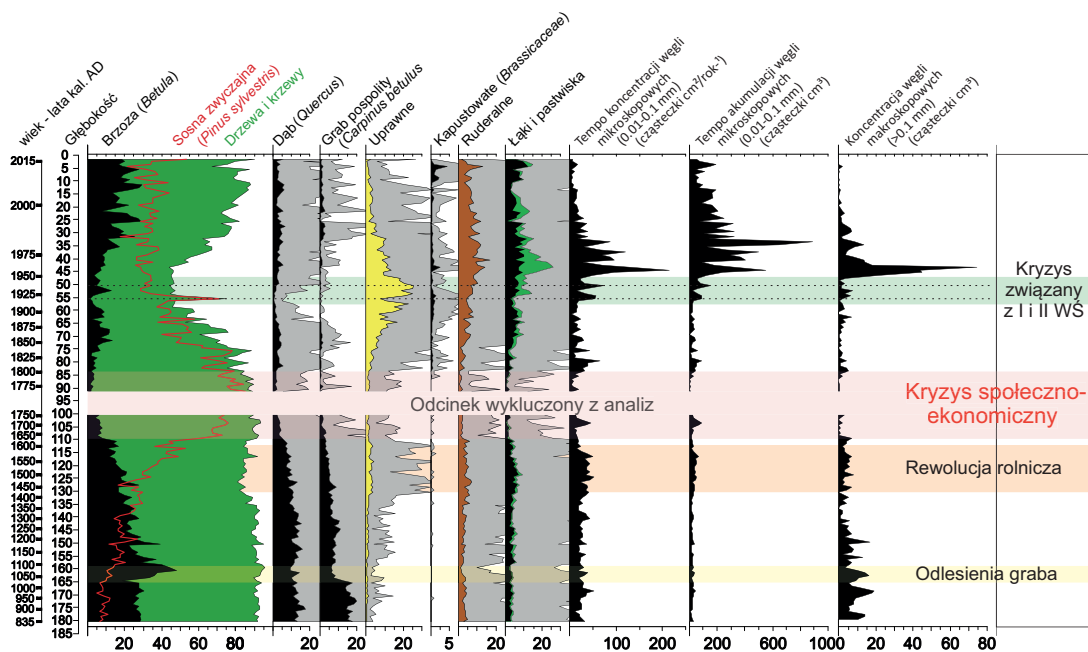 wiek - lata kal. AD
Głębokość
Brzoza (Betula)
Sosna zwyczajna
(Pinus sylvestris)
Drzewa i krzewy
Dąb (Quercus)
Grab pospolity
(Carpinus betulus)
Uprawne
Kapustowate (Brassicaceae)
Ruderalne
Łąki i pastwiska
Tempo koncentracji węgli
mikroskopowych
(0.01-0.1 mm)
(cząsteczki cm²/rok-¹)
Tempo akumulacji węgli
mikroskopowych
(0.01-0.1 mm)
(cząsteczki cm³)
Koncentracja węgli
makroskopowych
(>0.1 mm)
(cząsteczki cm³)
2015
2000
1975
1950
1925
1900
1875
1850
1825
1800
1775
1750
1700
1650
1600
1500
1450
1400
1350
1300
1250
1200
1150
1100
1050
1000
950
900
835
0
5
10
15
20
25
30
35
40
45
50
55
60
65
70
75
80
85
90
95
100
105
110
115
120
125
130
135
140
145
150
155
160
165
170
175
180
185
Kryzys
związany
z I i II WŚ
Kryzys społeczno-
ekonomiczny
Odcinek wykluczony z analiz
Rewolucja rolnicza
Odlesienia graba
20 40 60 80 20 20 20 5 20 20 100 200 200 400 600 800 1000 20 40 60 80